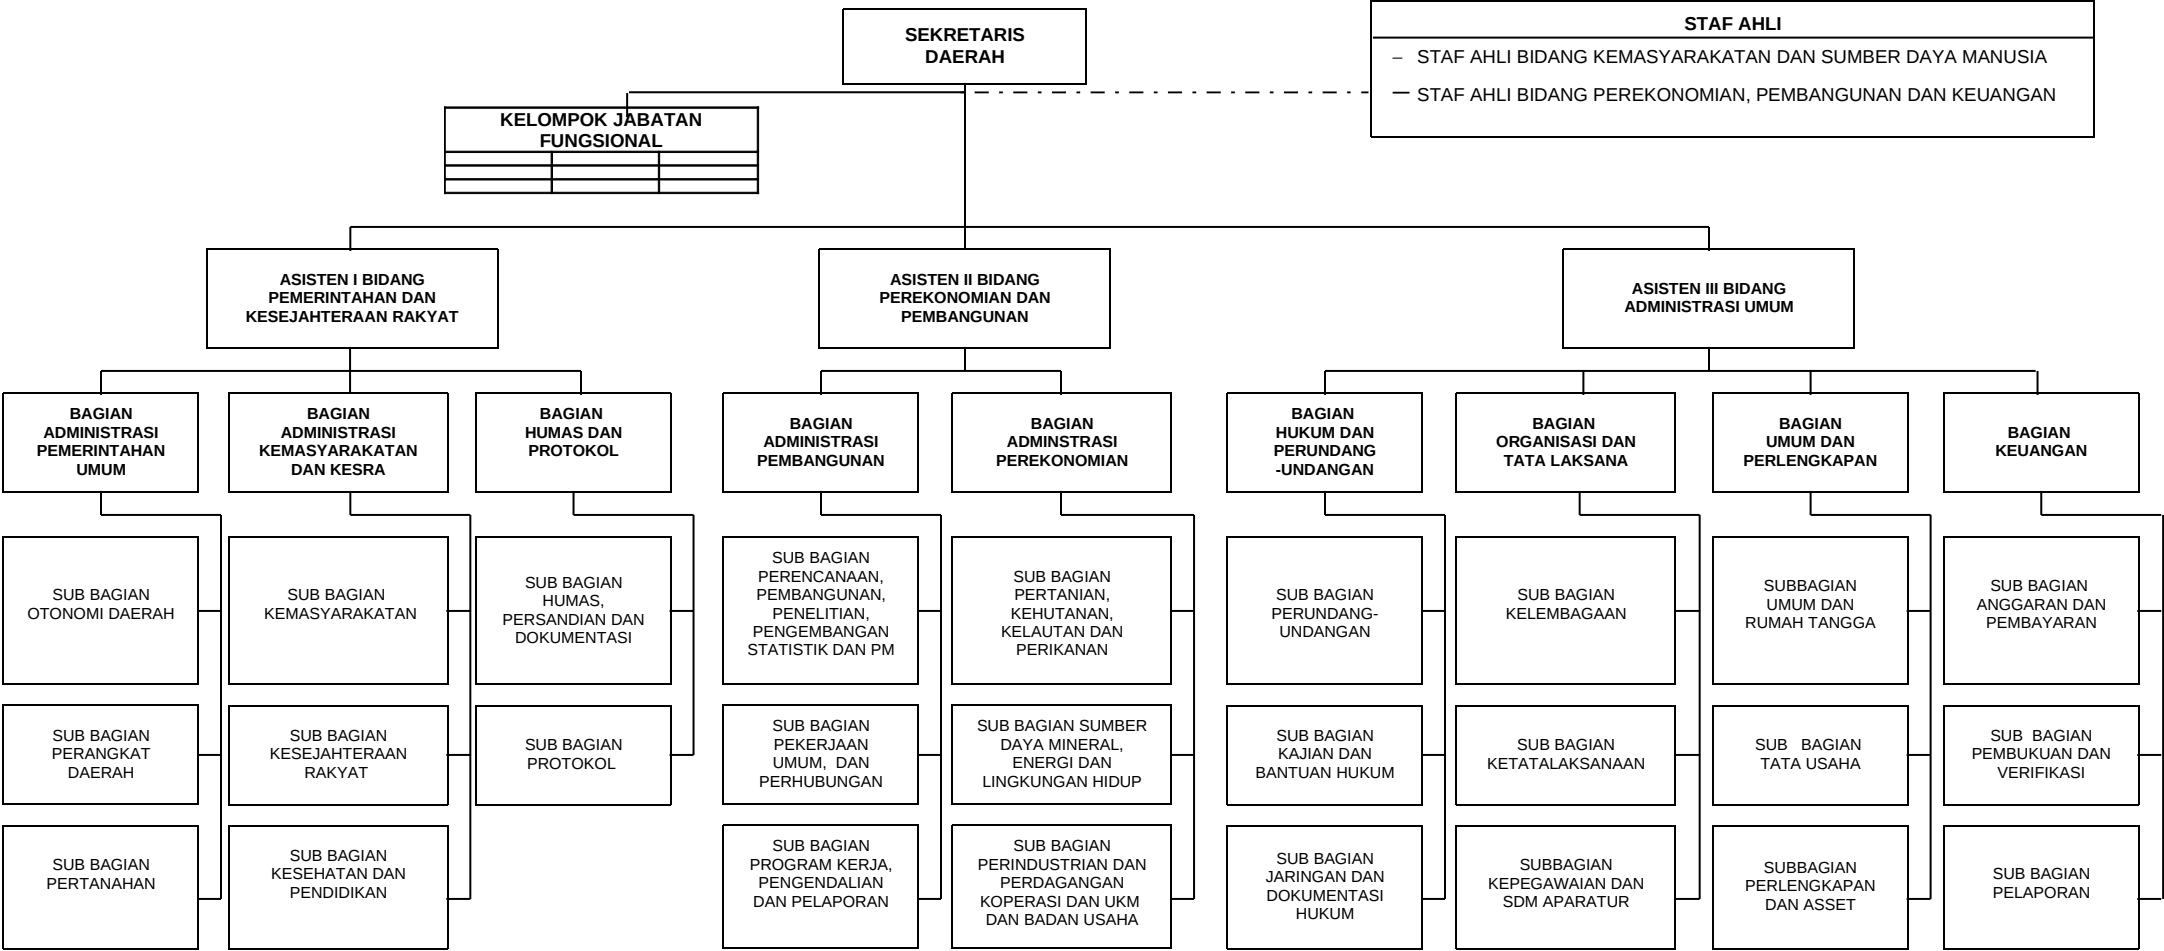 SEKRETARIS
DAERAH
STAF AHLI
– STAF AHLI BIDANG KEMASYARAKATAN DAN SUMBER DAYA MANUSIA
– STAF AHLI BIDANG PEREKONOMIAN, PEMBANGUNAN DAN KEUANGAN
KELOMPOK JABATAN
FUNGSIONAL
ASISTEN I BIDANG
PEMERINTAHAN DAN
KESEJAHTERAAN RAKYAT
ASISTEN II BIDANG
PEREKONOMIAN DAN
PEMBANGUNAN
ASISTEN III BIDANG
ADMINISTRASI UMUM
BAGIAN
ADMINISTRASI
PEMERINTAHAN
UMUM
BAGIAN
ADMINISTRASI
KEMASYARAKATAN
DAN KESRA
BAGIAN
HUMAS DAN
PROTOKOL
BAGIAN
ADMINISTRASI
PEMBANGUNAN
BAGIAN
ADMINSTRASI
PEREKONOMIAN
BAGIAN
HUKUM DAN
PERUNDANG
-UNDANGAN
BAGIAN
ORGANISASI DAN
TATA LAKSANA
BAGIAN
UMUM DAN
PERLENGKAPAN
BAGIAN
KEUANGAN
SUB BAGIAN
OTONOMI DAERAH
SUB BAGIAN
KEMASYARAKATAN
SUB BAGIAN
HUMAS,
PERSANDIAN DAN
DOKUMENTASI
SUB BAGIAN
PERENCANAAN,
PEMBANGUNAN,
PENELITIAN,
PENGEMBANGAN
STATISTIK DAN PM
SUB BAGIAN
PERTANIAN,
KEHUTANAN,
KELAUTAN DAN
PERIKANAN
SUB BAGIAN
PERUNDANG-
UNDANGAN
SUB BAGIAN
KELEMBAGAAN
SUBBAGIAN
UMUM DAN
RUMAH TANGGA
SUB BAGIAN
ANGGARAN DAN
PEMBAYARAN
SUB BAGIAN
PERANGKAT
DAERAH
SUB BAGIAN
KESEJAHTERAAN
RAKYAT
SUB BAGIAN
PROTOKOL
SUB BAGIAN
PEKERJAAN
UMUM, DAN
PERHUBUNGAN
SUB BAGIAN SUMBER
DAYA MINERAL,
ENERGI DAN
LINGKUNGAN HIDUP
SUB BAGIAN
KAJIAN DAN
BANTUAN HUKUM
SUB BAGIAN
KETATALAKSANAAN
SUB BAGIAN
TATA USAHA
SUB BAGIAN
PEMBUKUAN DAN
VERIFIKASI
SUB BAGIAN
PERTANAHAN
SUB BAGIAN
KESEHATAN DAN
PENDIDIKAN
SUB BAGIAN
PROGRAM KERJA,
PENGENDALIAN
DAN PELAPORAN
SUB BAGIAN
PERINDUSTRIAN DAN
PERDAGANGAN
KOPERASI DAN UKM
DAN BADAN USAHA
SUB BAGIAN
JARINGAN DAN
DOKUMENTASI
HUKUM
SUBBAGIAN
KEPEGAWAIAN DAN
SDM APARATUR
SUBBAGIAN
PERLENGKAPAN
DAN ASSET
SUB BAGIAN
PELAPORAN